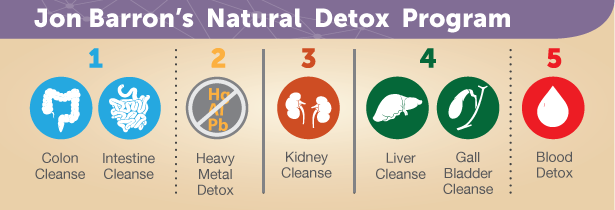 Jon Barron's Natural Detox Program
1
2
3
4
5
Hg
Al
Pb
Colon
Cleanse
Intestine
Cleanse
Heavy
Metal
Detox
Kidney
Cleanse
Liver
Cleanse
Gall
Bladder
Cleanse
Blood
Detox